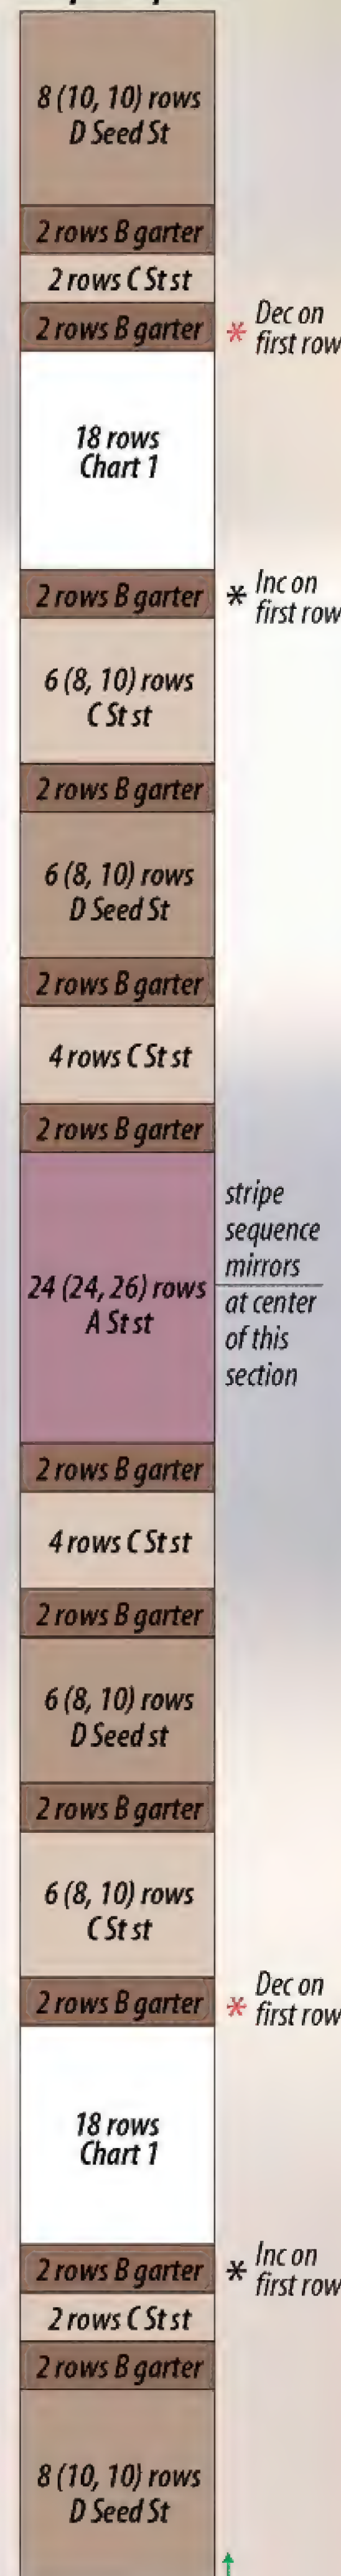 8 (10, 10) rows
D Seed St
2 rows B garter
2 rows C St st
2 rows B garter
* Dec on
first row
18 rows
Chart 1
2 rows B garter
* Inc on
first row
6 (8, 10) rows
C St st
2 rows B garter
6 (8, 10) rows
D Seed St
2 rows B garter
4 rows C St st
2 rows B garter
24 (24, 26) rows
A St st
stripe
sequence
mirrors
at center
of this
section
2 rows B garter
4 rows C St st
2 rows B garter
6 (8, 10) rows
D Seed st
2 rows B garter
6 (8, 10) rows
C St st
2 rows B garter
* Dec on
first row
18 rows
Chart 1
2 rows B garter
* Inc on
first row
2 rows C St st
2 rows B garter
8 (10, 10) rows
D Seed St